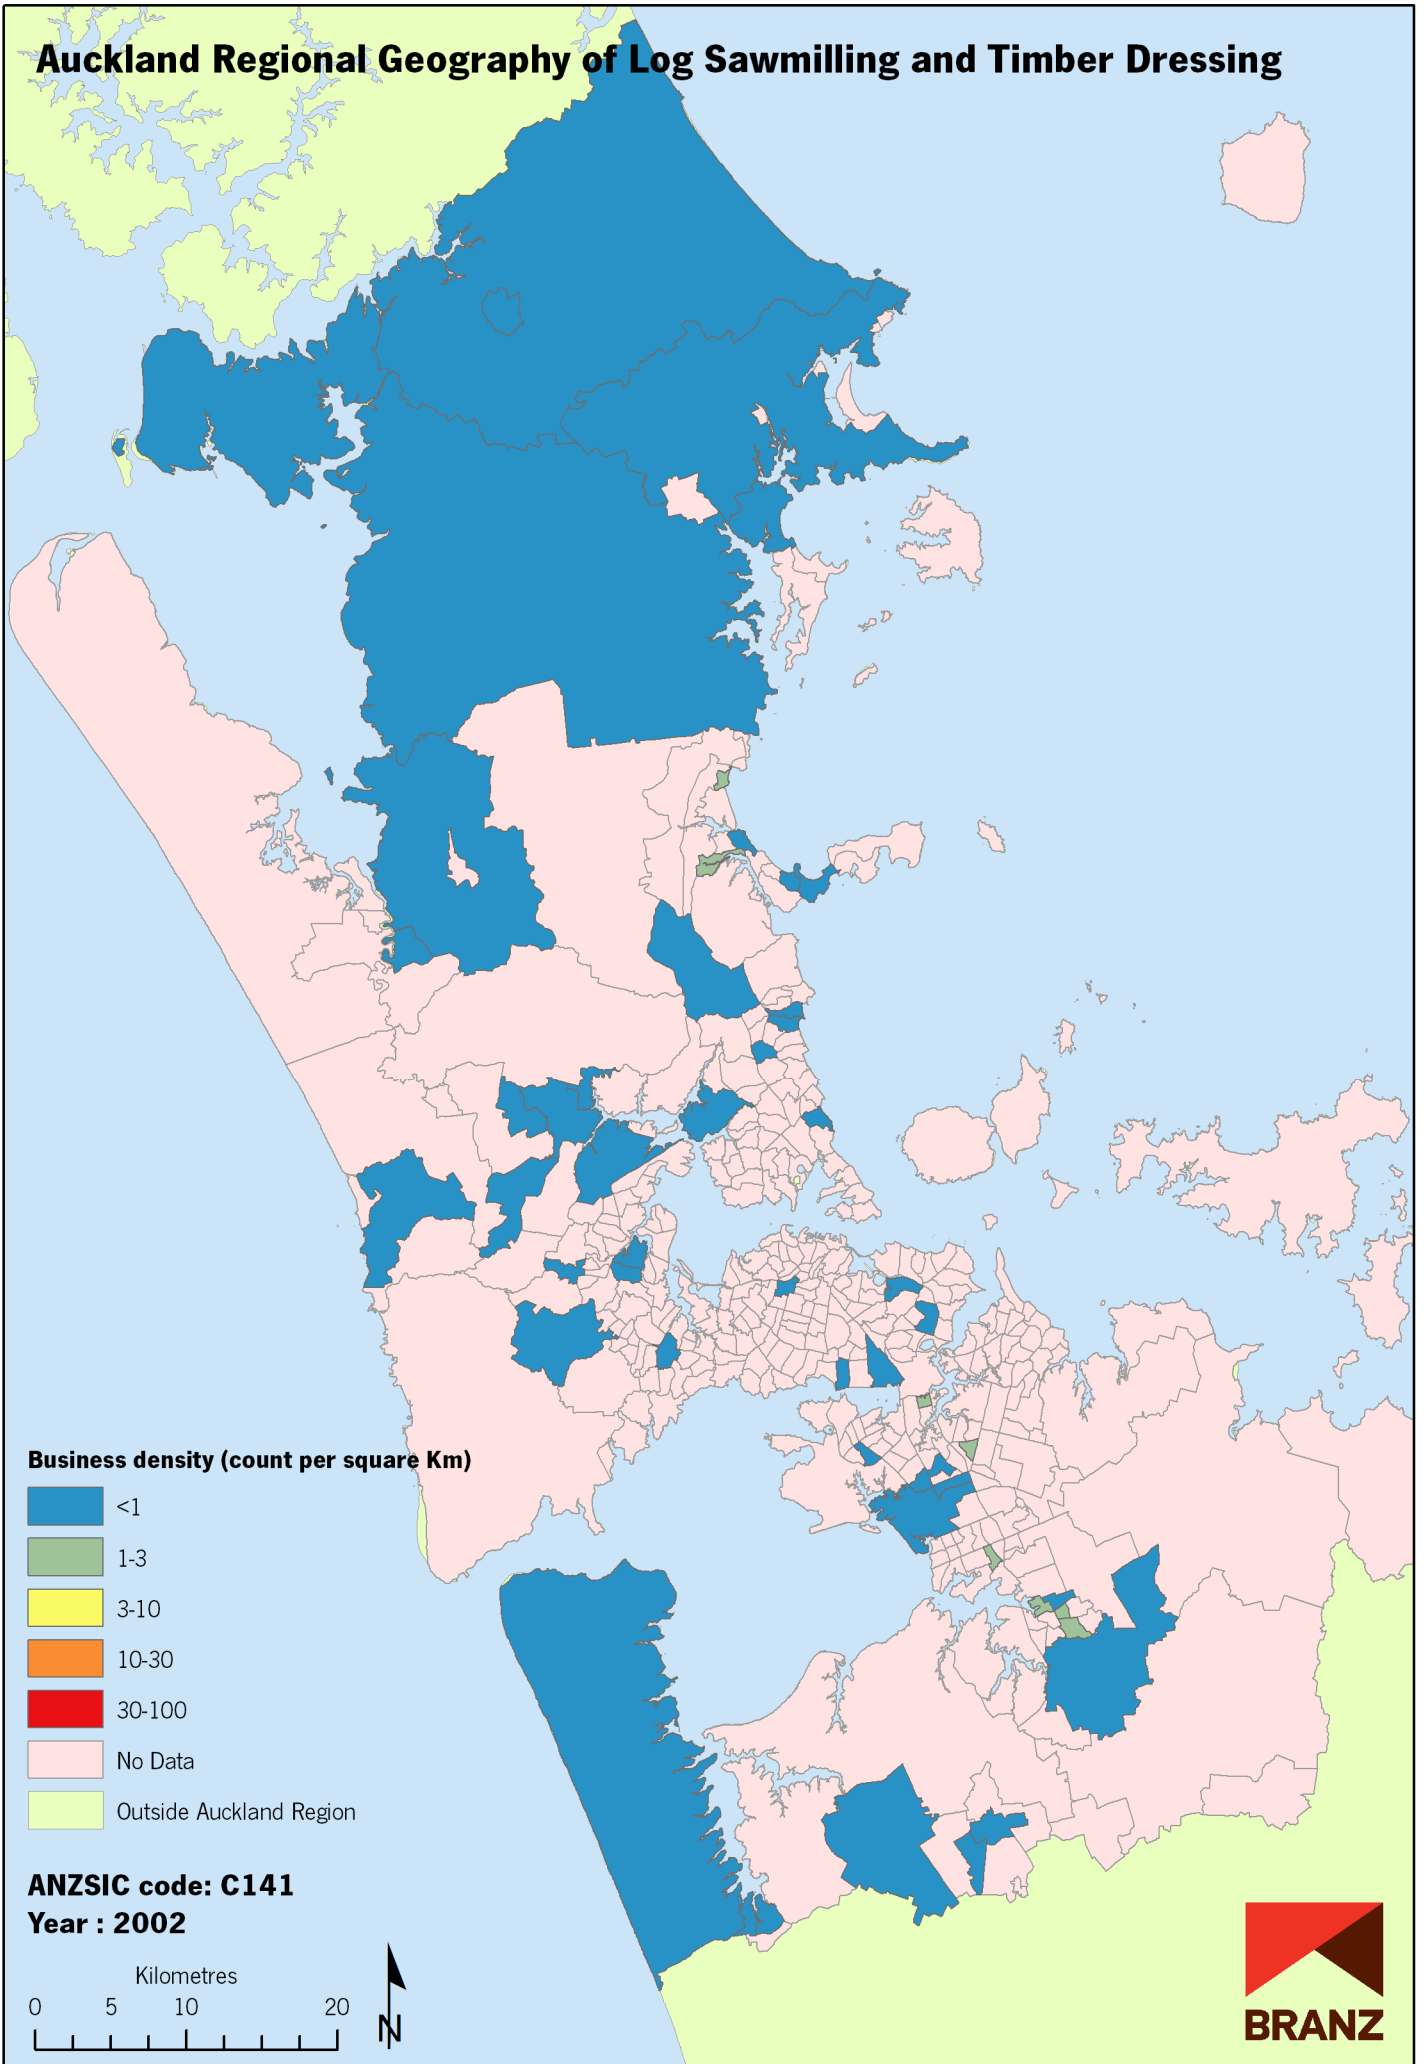 Auckland Regional Geography of Log Sawmilling and Timber Dressing
Business density (count per square Km)
<1
1-3
3-10
10-30
30-100
No Data
Outside Auckland Region
ANZSIC code: C141
Year : 2002
Kilometres
0 5 10 20
N
BRANZ